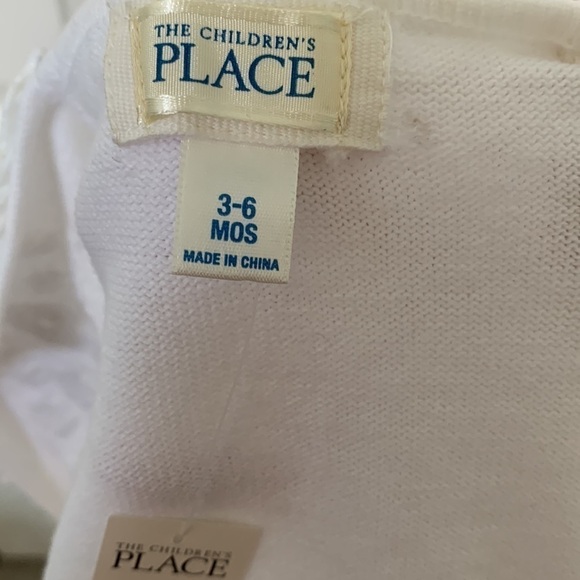 THE CHILDREN'S
PLACE
3-6
MOS
MADE IN CHINA
THE CHILDREN'S
PLACE